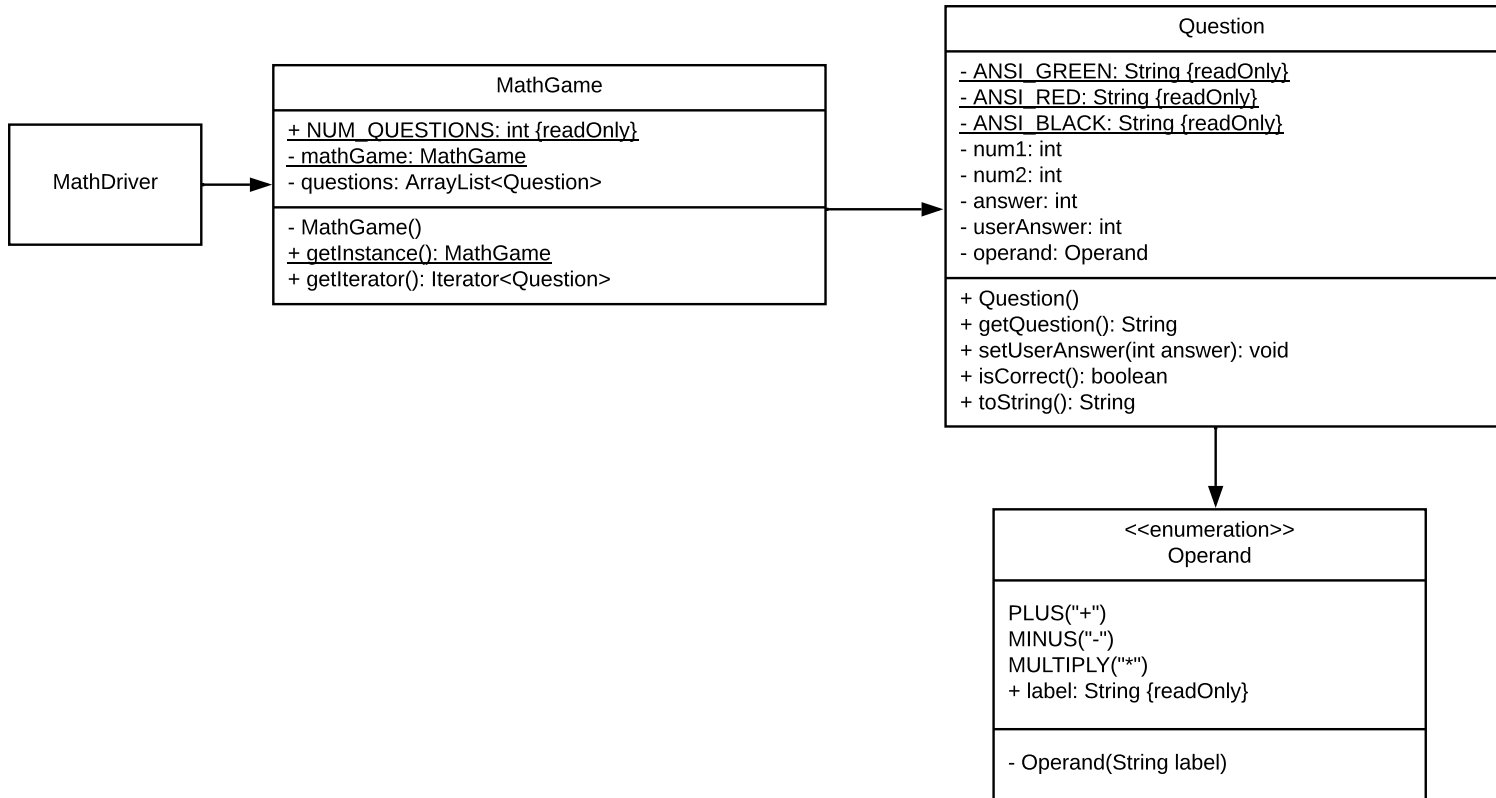 MathDriver
MathGame
+ NUM_QUESTIONS: int {readOnly}
- mathGame: MathGame
- questions: ArrayList<Question>
- MathGame()
+ getInstance(): MathGame
+ getIterator(): Iterator<Question>
Question
- ANSI_GREEN: String {readOnly}
- ANSI_RED: String {readOnly}
- ANSI_BLACK: String {readOnly}
- num1: int
- num2: int
- answer: int
- userAnswer: int
- operand: Operand
+ Question()
+ getQuestion(): String
+ setUserAnswer(int answer): void
+ isCorrect(): boolean
+ toString(): String
<<enumeration>>
Operand
PLUS("+")
MINUS("-")
MULTIPLY("*")
+ label: String {readOnly}
- Operand(String label)